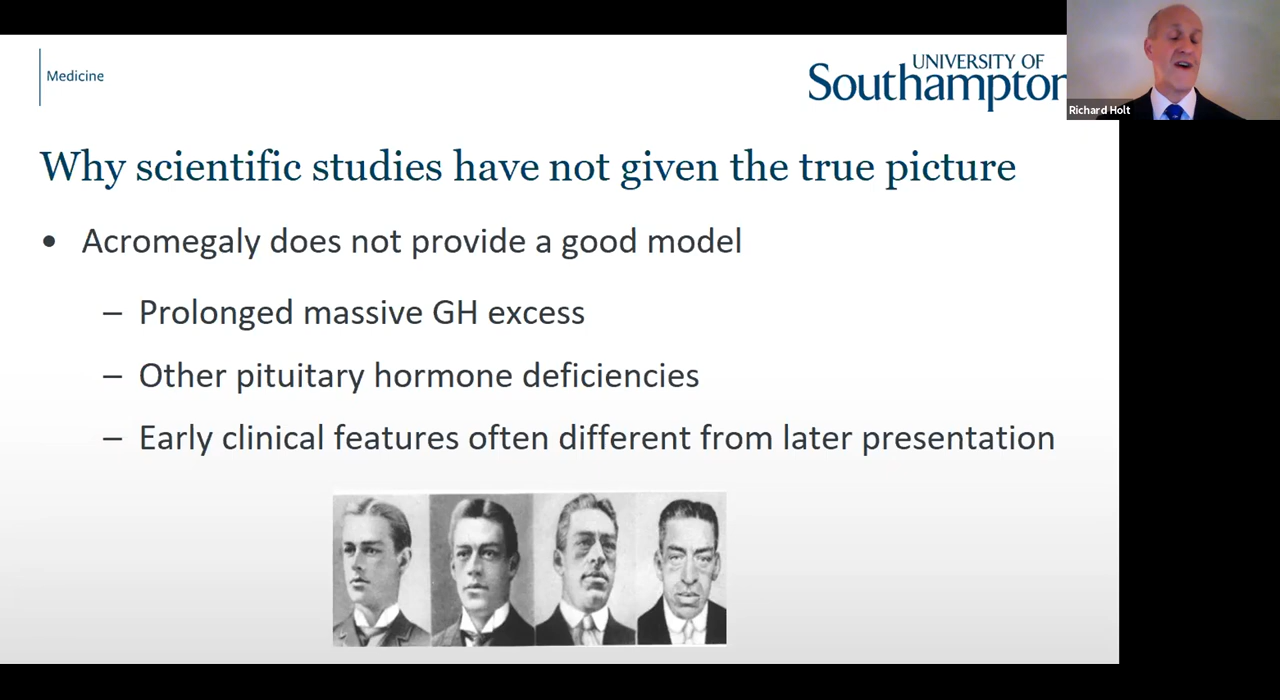 Medicine
UNIVERSITY OF
Southampton
Richard Holt
Why scientific studies have not given the true picture
• Acromegaly does not provide a good model
– Prolonged massive GH excess
– Other pituitary hormone deficiencies
– Early clinical features often different from later presentation